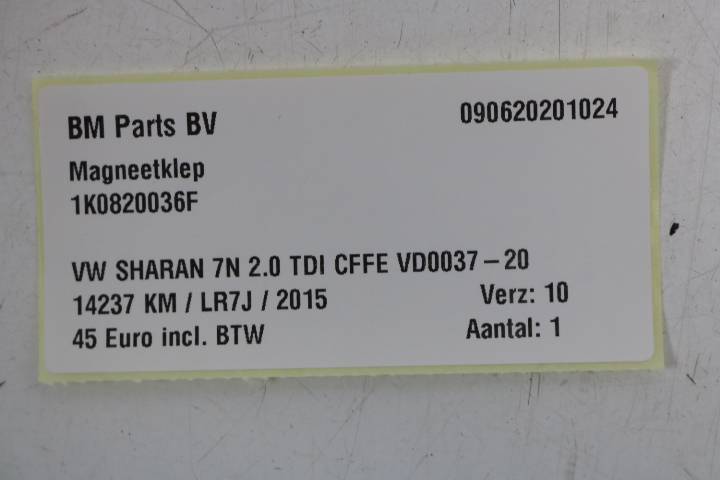 BM Parts BV 090620201024
Magneetklep
1K0820036F
VW SHARAN 7N 2.0 TDI CFFE VD0037-20
14237 KM / LR7J / 2015 Verz: 10
45 Euro incl. BTW Aantal: 1